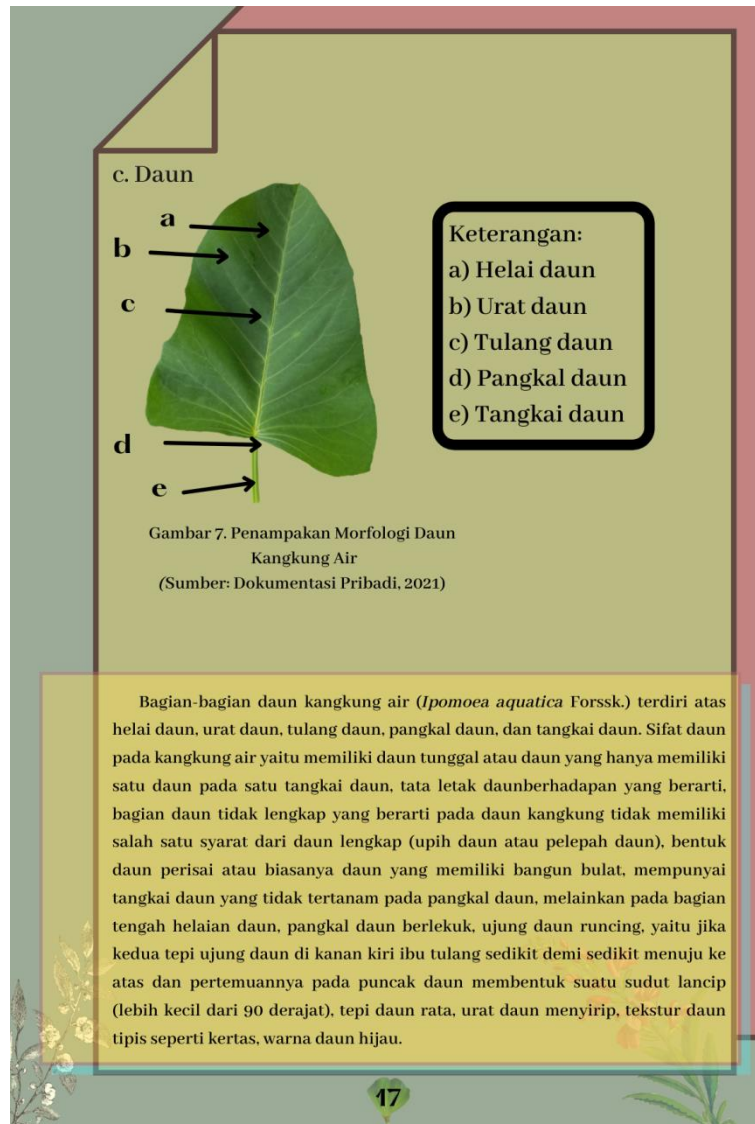 c. Daun
a
b
c
d
e
Keterangan:
a) Helai daun
b) Urat daun
c) Tulang daun
d) Pangkal daun
e) Tangkai daun
Gambar 7. Penampakan Morfologi Daun
Kangkung Air
(Sumber: Dokumentasi Pribadi, 2021)
Bagian-bagian daun kangkung air (Ipomoea aquatica Forssk.) terdiri atas
helai daun, urat daun, tulang daun, pangkal daun, dan tangkai daun. Sifat daun
pada kangkung air yaitu memiliki daun tunggal atau daun yang hanya memiliki
satu daun pada satu tangkai daun, tata letak daunberhadapan yang berarti,
bagian daun tidak lengkap yang berarti pada daun kangkung tidak memiliki
salah satu syarat dari daun lengkap (upih daun atau pelepah daun), bentuk
daun perisai atau biasanya daun yang memiliki bangun bulat, mempunyai
tangkai daun yang tidak tertanam pada pangkal daun, melainkan pada bagian
tengah helaian daun, pangkal daun berlekuk, ujung daun runcing, yaitu jika
kedua tepi ujung daun di kanan kiri ibu tulang sedikit demi sedikit menuju ke
atas dan pertemuannya pada puncak daun membentuk suatu sudut lancip
(lebih kecil dari 90 derajat), tepi daun rata, urat daun menyirip, tekstur daun
tipis seperti kertas, warna daun hijau.
17